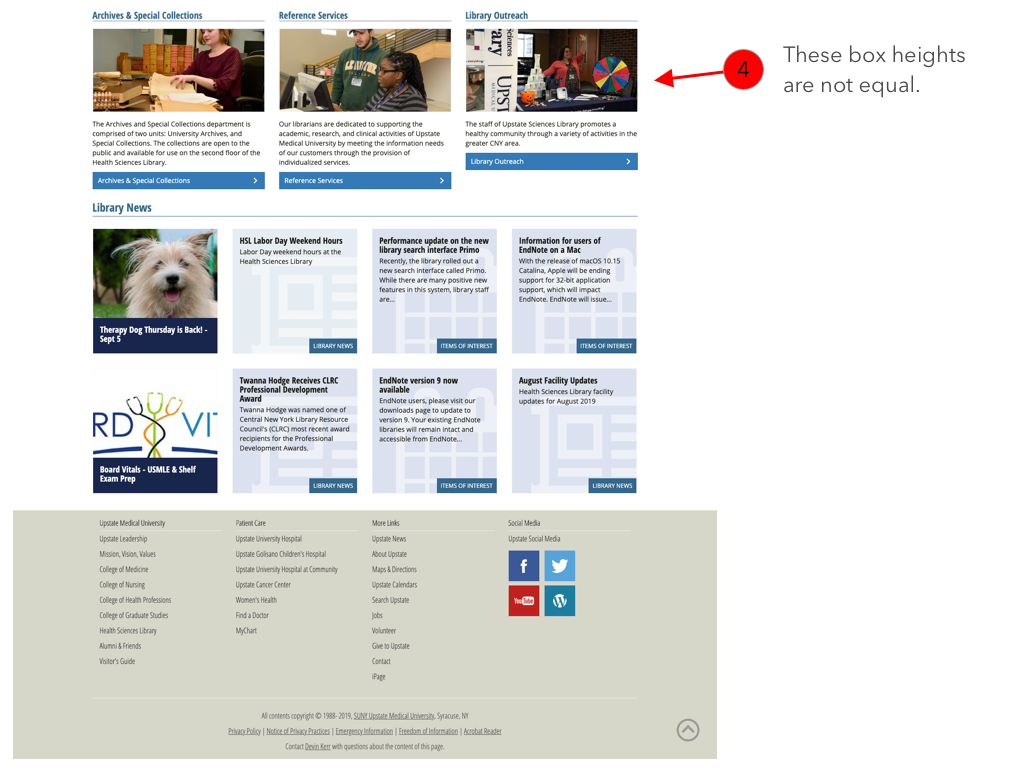 Archives & Special Collections
The Archives and Special Collections department is
comprised of two units: University Archives, and
Special Collections. The collections are open to the
public and available for use on the second floor of the
Health Sciences Library.
Archives & Special Collections
Reference Services
Our librarians are dedicated to supporting the
academic, research, and clinical activities of Upstate
Medical University by meeting the information needs
of our customers through the provision of
individualized services.
Reference Services
Library Outreach
The staff of Upstate Sciences Library promotes a
healthy community through a variety of activities in the
greater CNY area.
Library Outreach
4
These box heights
are not equal.
Library News
Therapy Dog Thursday is Back! -
Sept 5
HSL Labor Day Weekend Hours
Labor Day weekend hours at the
Health Sciences Library
LIBRARY NEWS
Performance update on the new
library search interface Primo
Recently, the library rolled out a
new search interface called Primo.
While there are many positive new
features in this system, library staff
are...
ITEMS OF INTEREST
Information for users of
EndNote on a Mac
With the release of macOS 10.15
Catalina, Apple will be ending
support for 32-bit application
support, which will impact
EndNote. EndNote will issue...
ITEMS OF INTEREST
RD VIT
Board Vitals - USMLE & Shelf
Exam Prep
Twanna Hodge Receives CLRC
Professional Development
Award
Twanna Hodge was named one of
Central New York Library Resource
Council's (CLRC) most recent award
recipients for the Professional
Development Awards.
LIBRARY NEWS
EndNote version 9 now
available
EndNote users, please visit our
downloads page to update to
version 9. Your existing EndNote
libraries will remain intact and
accessible from EndNote...
ITEMS OF INTEREST
August Facility Updates
Health Sciences Library facility
updates for August 2019
LIBRARY NEWS
Upstate Medical University
Upstate Leadership
Mission, Vision, Values
College of Medicine
College of Nursing
College of Health Professions
College of Graduate Studies
Health Sciences Library
Alumni & Friends
Visitor's Guide
Patient Care
Upstate University Hospital
Upstate Golisano Children's Hospital
Upstate University Hospital at Community
Upstate Cancer Center
Women's Health
Find a Doctor
MyChart
More Links
Upstate News
About Upstate
Maps & Directions
Upstate Calendars
Search Upstate
Jobs
Volunteer
Give to Upstate
Contact
iPage
Social Media
Upstate Social Media
f
You Tube
W
All contents copyright © 1988- 2019, SUNY Upstate Medical University, Syracuse, NY
Privacy Policy | Notice of Privacy Practices | Emergency Information | Freedom of Information | Acrobat Reader
Contact Devin Kerr with questions about the content of this page.